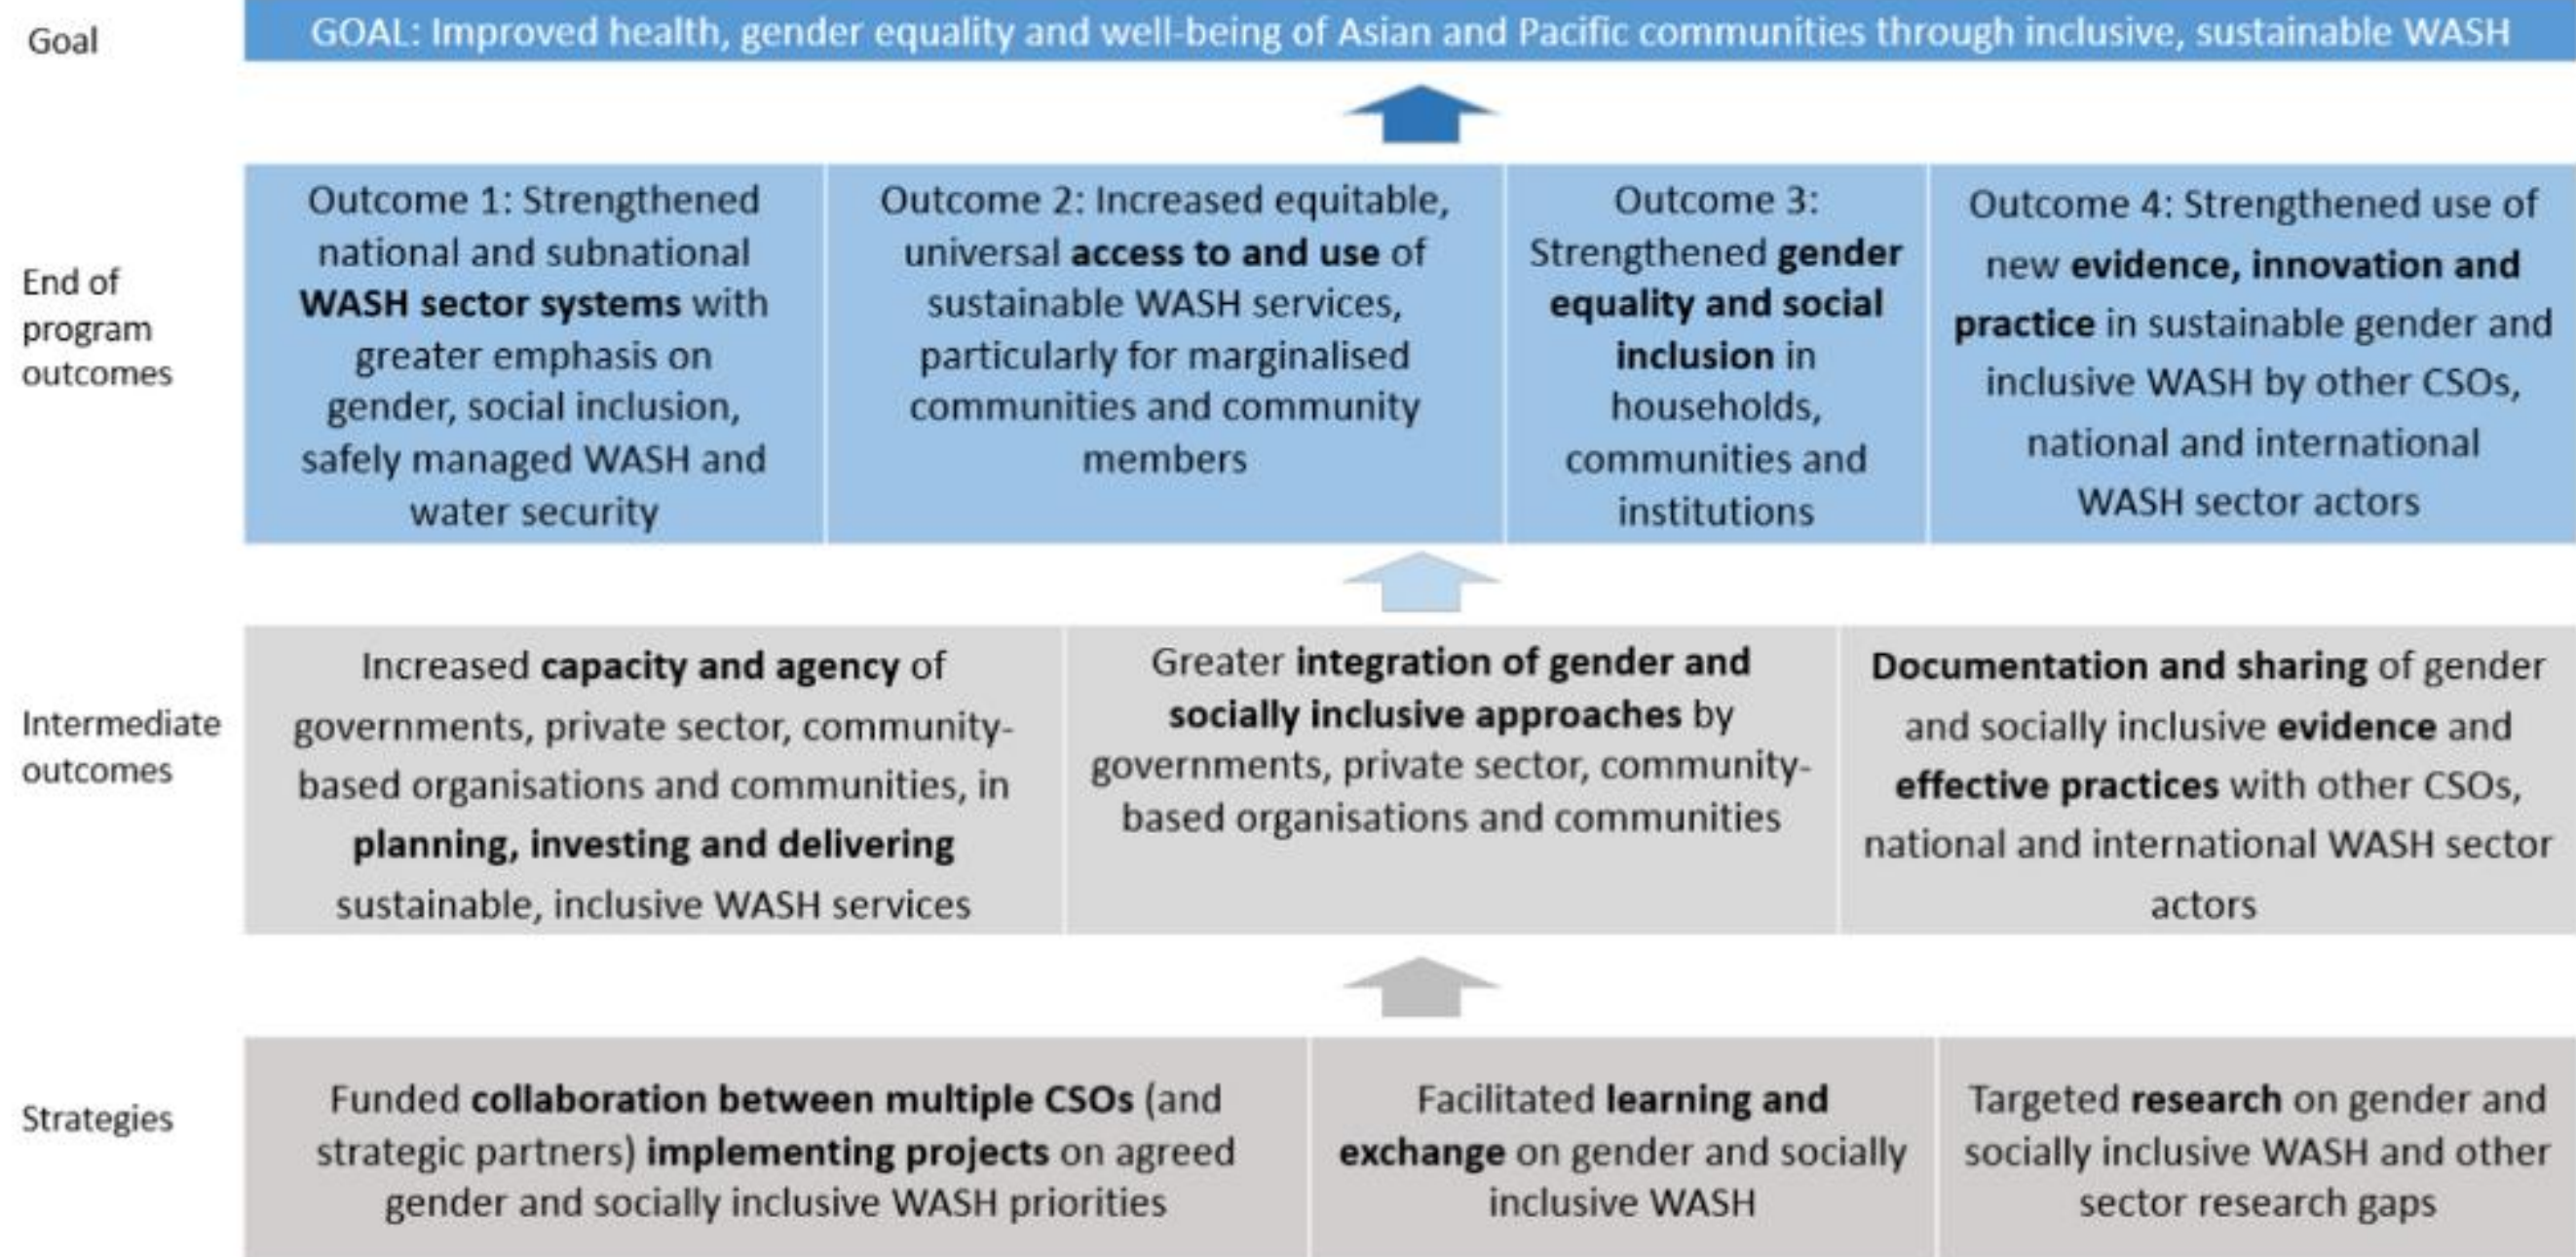 Goal
GOAL: Improved health, gender equality and well-being of Asian and Pacific communities through inclusive, sustainable WASH
End of
program
outcomes
Outcome 1: Strengthened
national and subnational
WASH sector systems with
greater emphasis on
gender, social inclusion,
safely managed WASH and
water security
Outcome 2: Increased equitable,
universal access to and use of
sustainable WASH services,
particularly for marginalised
communities and community
members
Outcome 3:
Strengthened gender
equality and social
inclusion in
households,
communities and
institutions
Outcome 4: Strengthened use of
new evidence, innovation and
practice in sustainable gender and
inclusive WASH by other CSOs,
national and international
WASH sector actors
Intermediate
outcomes
Increased capacity and agency of
governments, private sector, community-
based organisations and communities, in
planning, investing and delivering
sustainable, inclusive WASH services
Greater integration of gender and
socially inclusive approaches by
governments, private sector, community-
based organisations and communities
Documentation and sharing of gender
and socially inclusive evidence and
effective practices with other CSOs,
national and international WASH sector
actors
Strategies
Funded collaboration between multiple CSOs (and
strategic partners) implementing projects on agreed
gender and socially inclusive WASH priorities
Facilitated learning and
exchange on gender and socially
inclusive WASH
Targeted research on gender and
socially inclusive WASH and other
sector research gaps